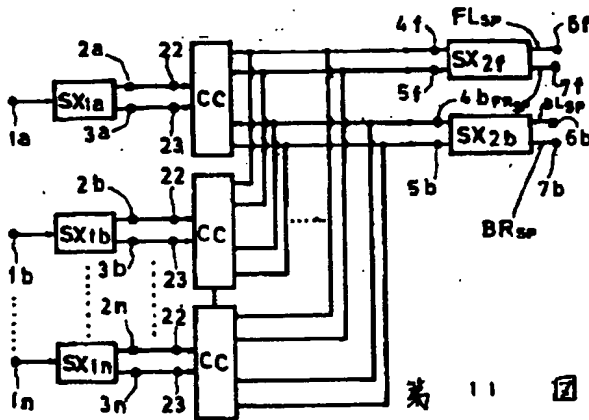 2a 22 4f FLSP 6f
SX1a CC SX2f
1a 3a 23 5f FRSP 7f
4b BLSP
SX2b 6b
2b 22 5b 7b
SX1b CC BRSP
1b 3b 23
2n 22
SX1n CC
1n 3n 23
第 11 図